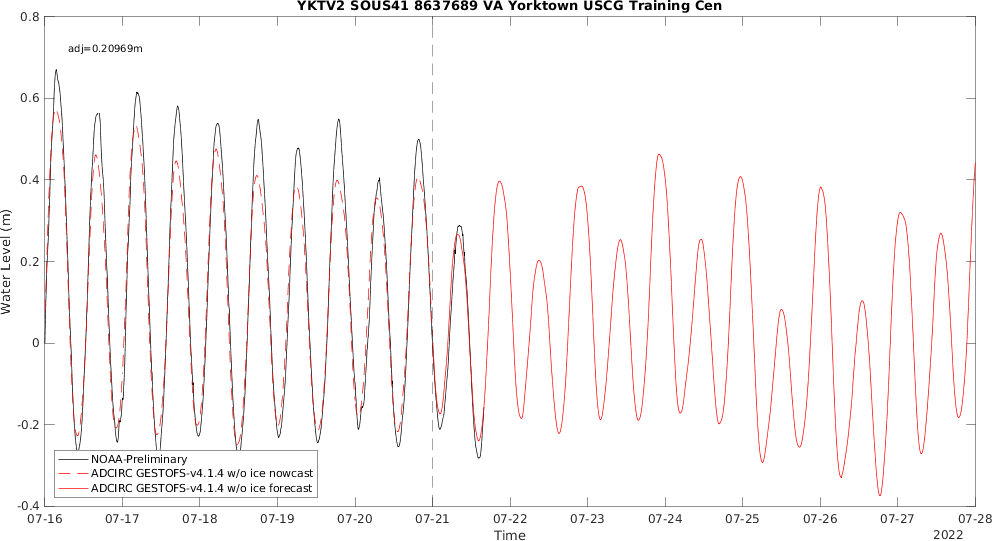 YKTV2 SOUS41 8637689 VA Yorktown USCG Training Cen
adj=0.20969m
0.8
0.6
0.4
0.2
0
-0.2
-0.4
Water Level (m)
NOAA-Preliminary
ADCIRC GESTOFS-v4.1.4 w/o ice nowcast
ADCIRC GESTOFS-v4.1.4 w/o ice forecast
07-16 07-17 07-18 07-19 07-20 07-21 07-22 07-23 07-24 07-25 07-26 07-27 07-28
Time
2022